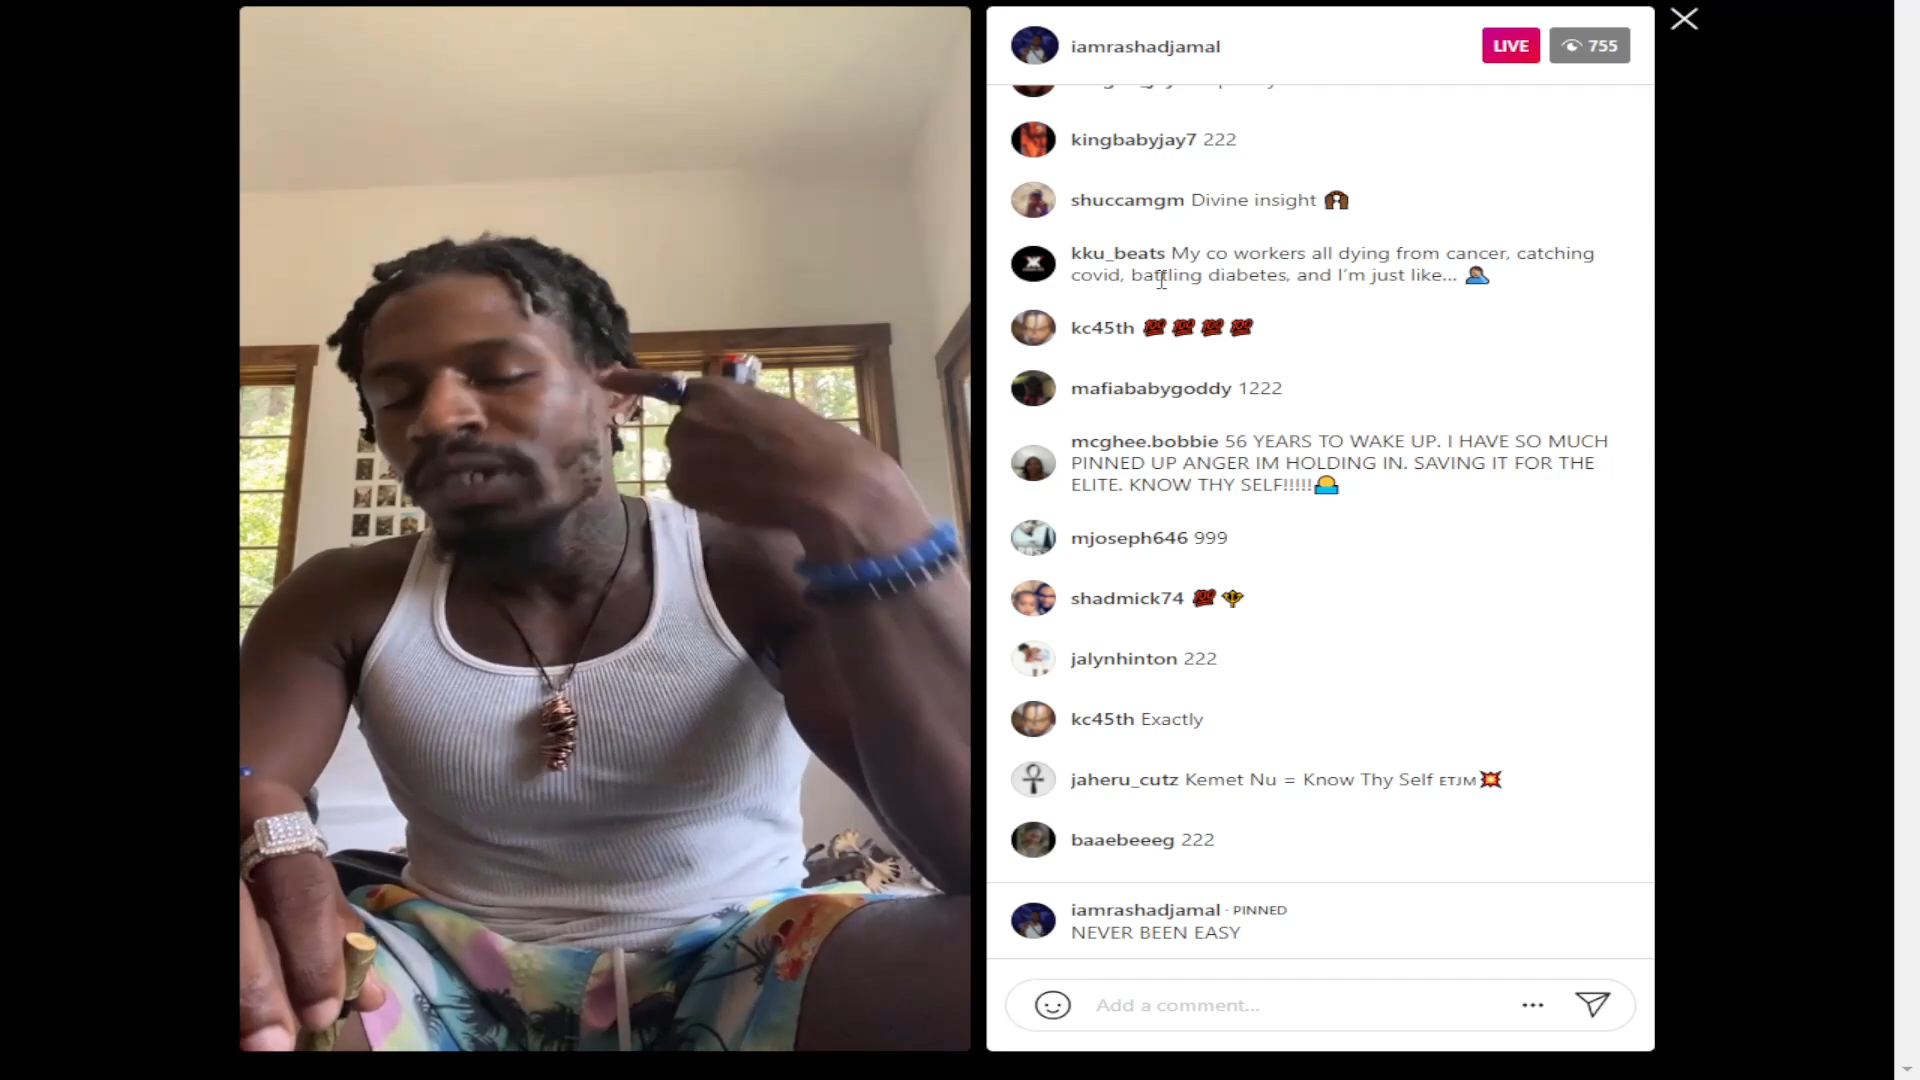 iamrashadjamal
LIVE
755
kingbabyjay7 222
shuccamgm Divine insight
kku_beats My co workers all dying from cancer, catching
covid, battling diabetes, and I'm just like...
kc45th 💯 💯 💯 💯
mafiababygoddy 1222
mcghee.bobbie 56 YEARS TO WAKE UP. I HAVE SO MUCH
PINNED UP ANGER IM HOLDING IN. SAVING IT FOR THE
ELITE. KNOW THY SELF!!!!!
mjoseph646 999
shadmick74 💯🔱
jalynhinton 222
kc45th Exactly
jaheru_cutz Kemet Nu = Know Thy Self ᴇᴛᴊᴍ💥
baaebeeeg 222
iamrashadjamal · PINNED
NEVER BEEN EASY
Add a comment...